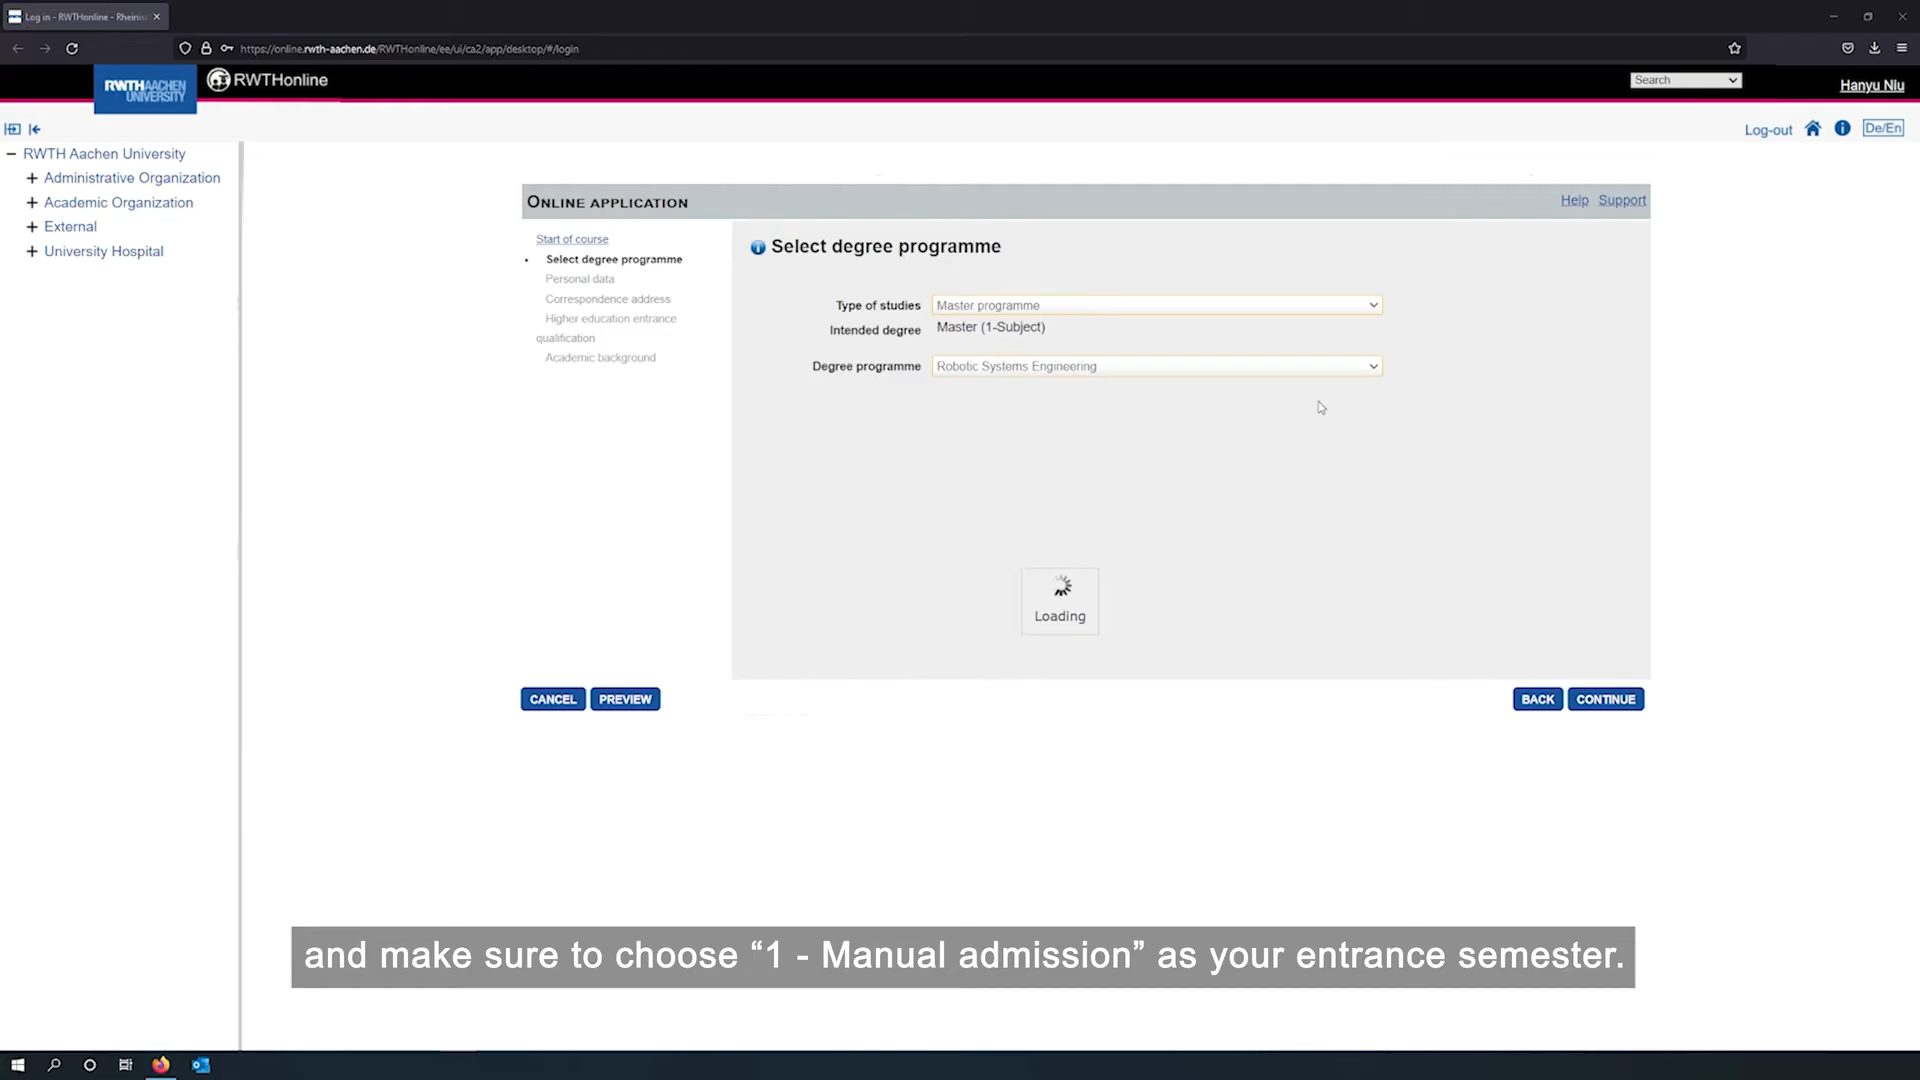 Log in - RWTHonline - Rheinis
https://online.rwth-aachen.de/RWTHonline/ee/ui/ca2/app/desktop/#/login
RWTHAACHEN
UNIVERSITY
RWTHonline
Search
Hanyu Niu
Log-out
De/En
RWTH Aachen University
Administrative Organization
Academic Organization
External
University Hospital
ONLINE APPLICATION
Help Support
Start of course
Select degree programme
Personal data
Correspondence address
Higher education entrance
qualification
Academic background
Select degree programme
Type of studies Master programme
Intended degree Master (1-Subject)
Degree programme Robotic Systems Engineering
Loading
CANCEL PREVIEW BACK CONTINUE
and make sure to choose “1 - Manual admission” as your entrance semester.